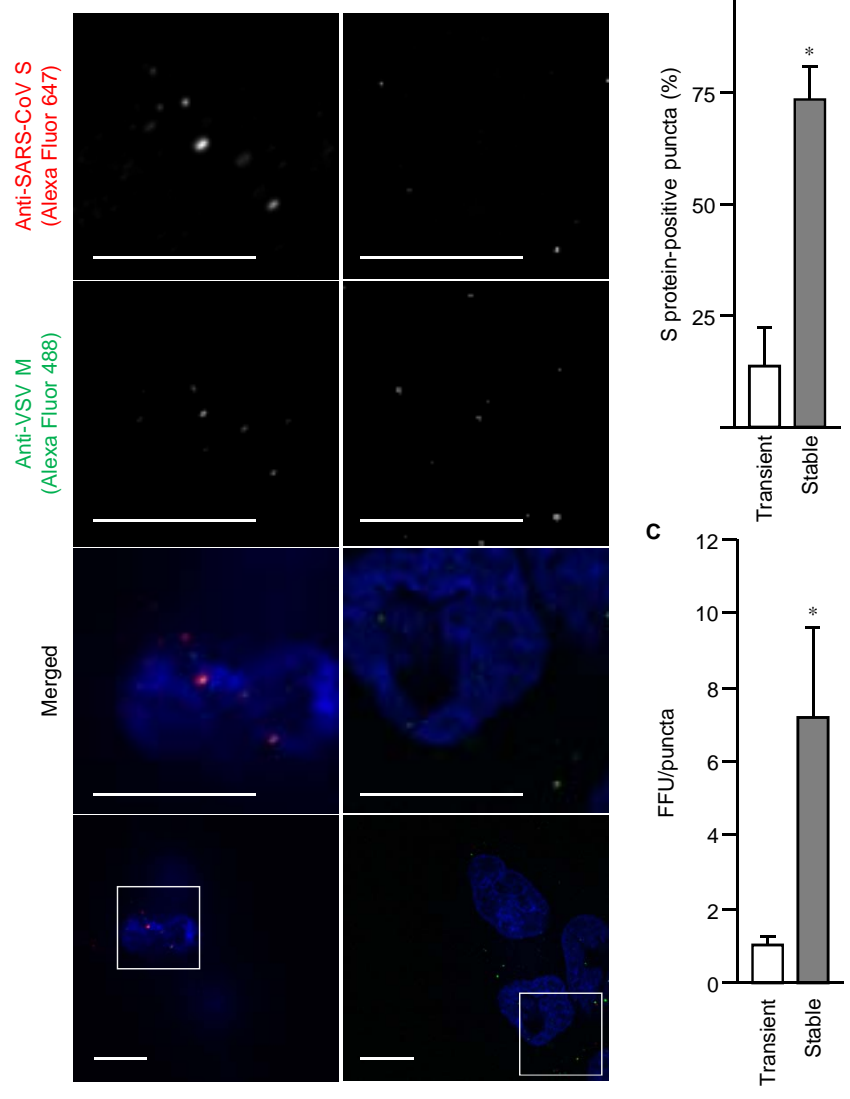 Anti-SARS-CoV S
(Alexa Fluor 647)
Anti-VSV M
(Alexa Fluor 488)
Merged
S protein-positive puncta (%)
75
50
25
*
Transient
Stable
C
FFU/puncta
12
10
8
6
4
2
0
*
Transient
Stable